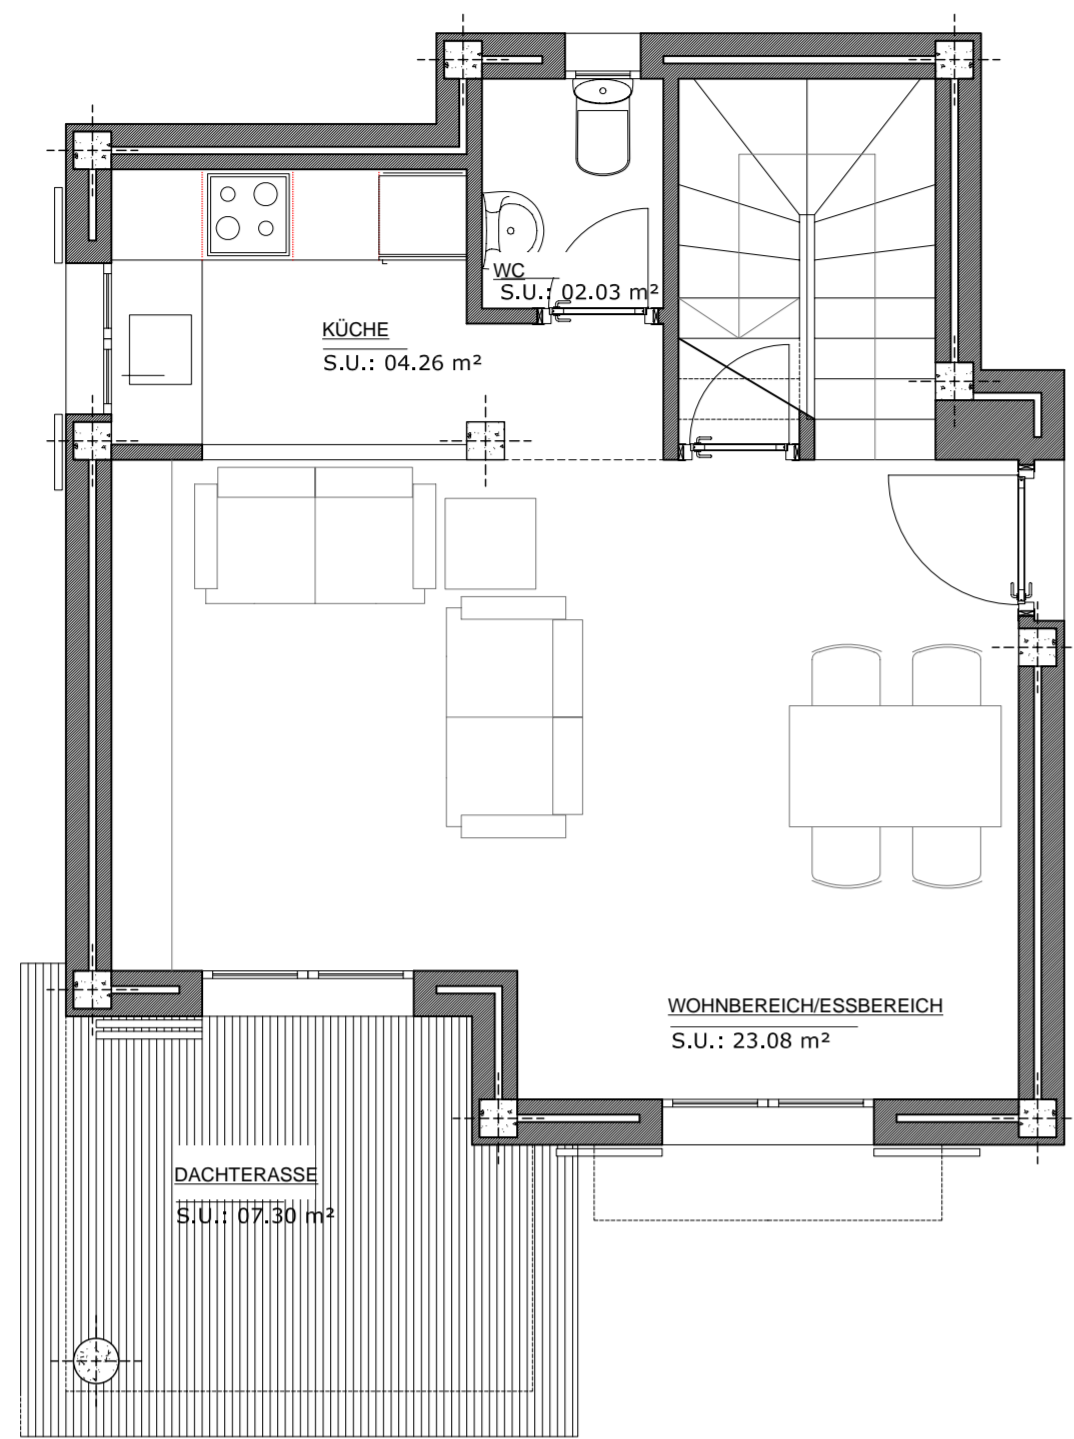 WC
S.U.: 02.03 m²
KÜCHE
S.U.: 04.26 m²
WOHNBEREICH/ESSBEREICH
S.U.: 23.08 m²
DACHTERASSE
S.U.: 07.30 m²